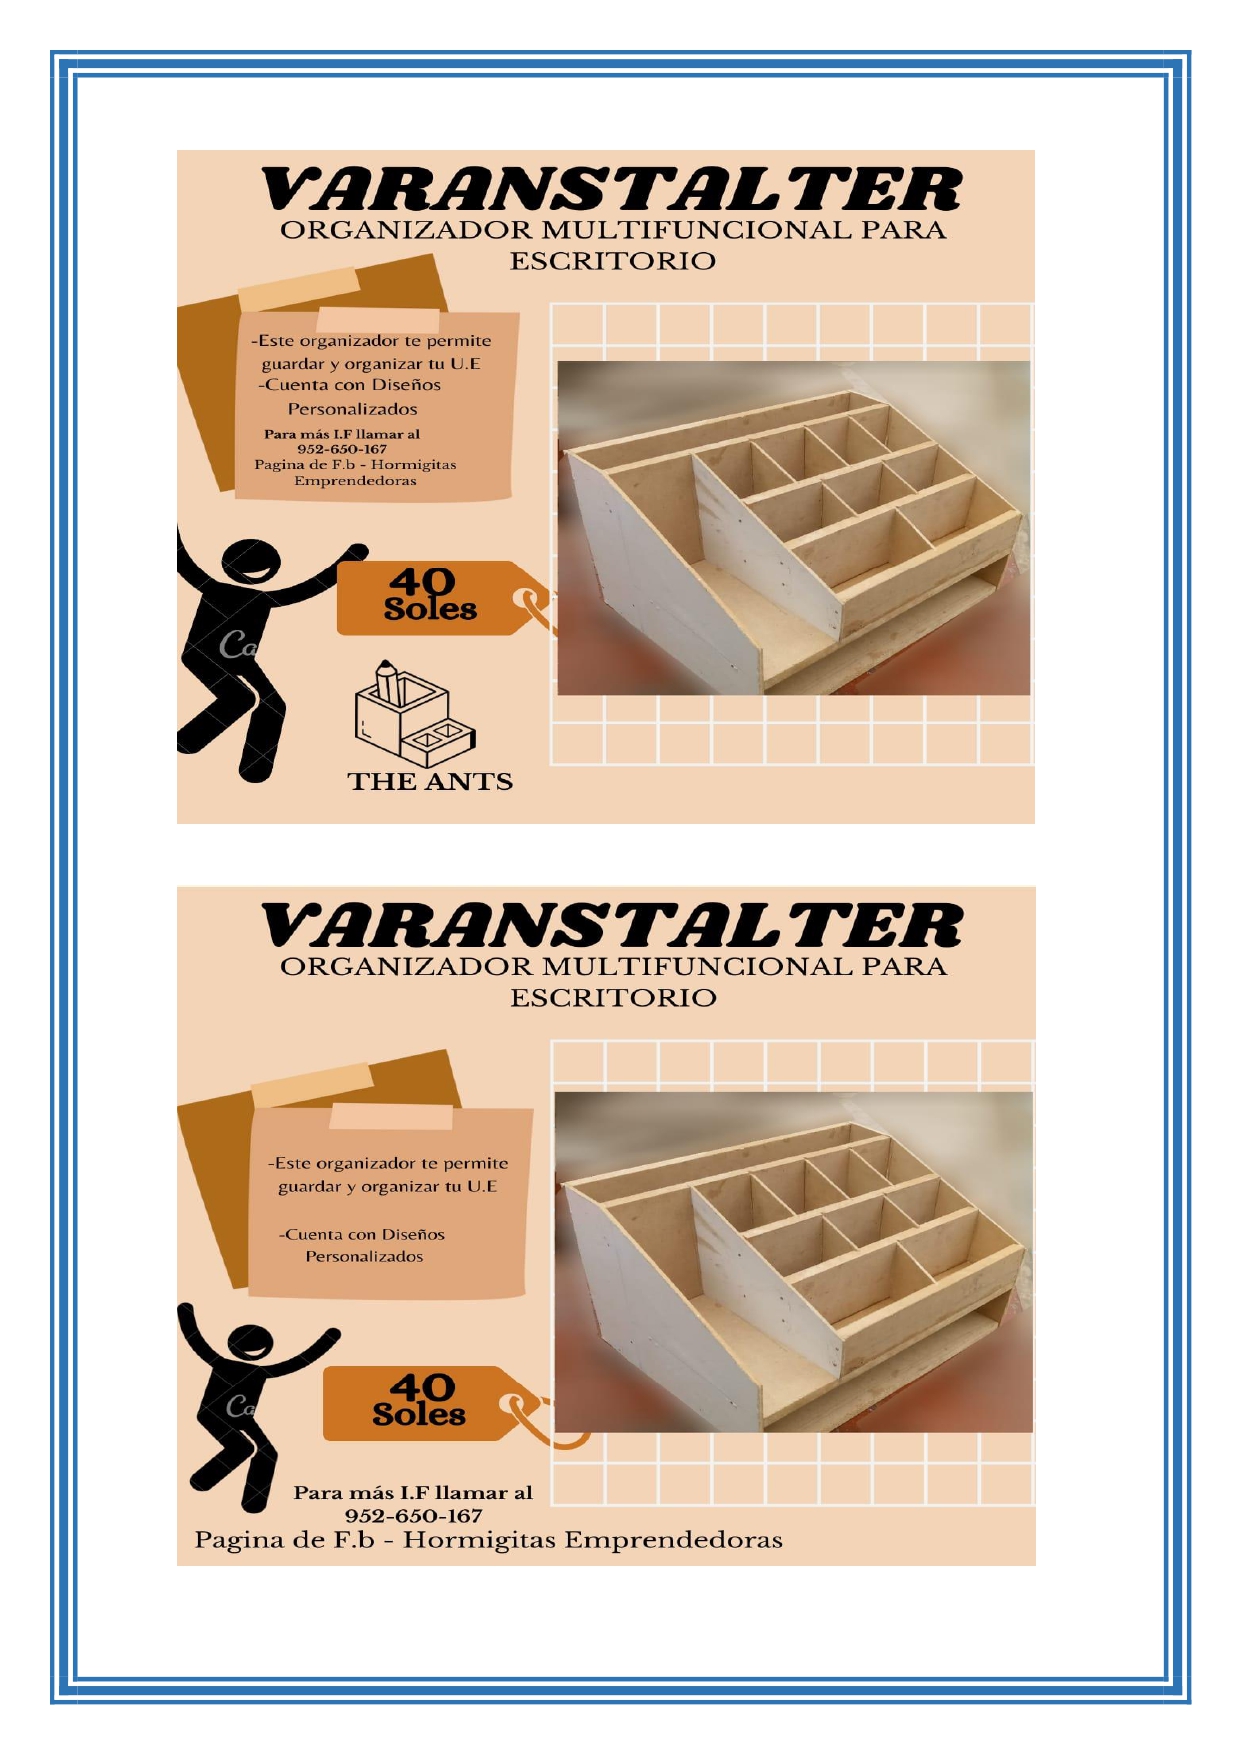 VARANSTALTER
ORGANIZADOR MULTIFUNCIONAL PARA
ESCRITORIO
-Este organizador te permite
guardar y organizar tu U.E
-Cuenta con Diseños
Personalizados
Para más I.F llamar al
952-650-167
Pagina de F.b - Hormigitas
Emprendedoras
40
Soles
Ca
THE ANTS
VARANSTALTER
ORGANIZADOR MULTIFUNCIONAL PARA
ESCRITORIO
-Este organizador te permite
guardar y organizar tu U.E
-Cuenta con Diseños
Personalizados
40
Soles
Ca
Para más I.F llamar al
952-650-167
Pagina de F.b - Hormigitas Emprendedoras